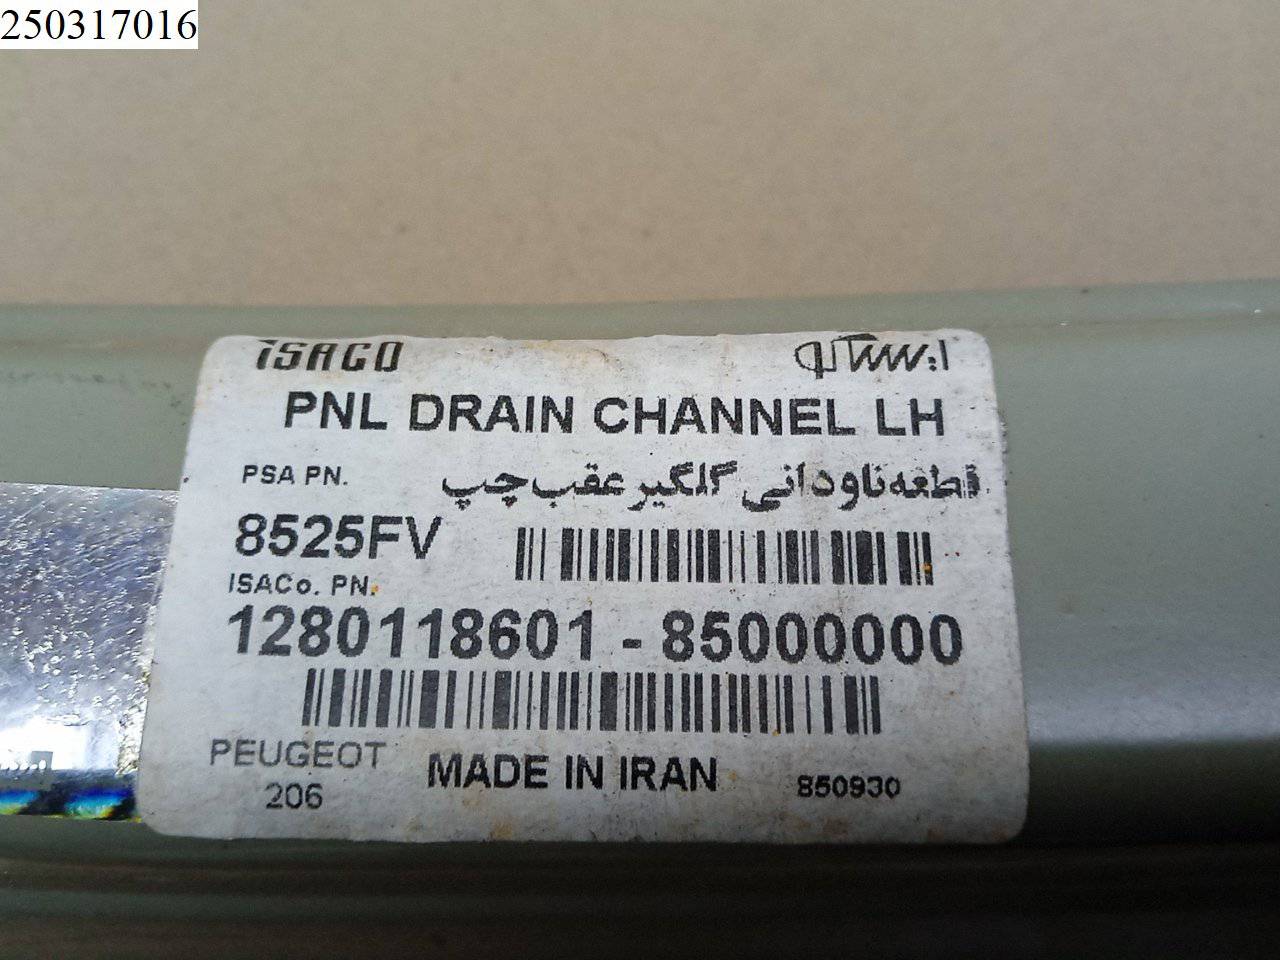 250317016
iSACO ایساکو
PNL DRAIN CHANNEL LH
PSA PN. قطعه ناودانی گلگیر عقب چپ
8525FV
ISACo. PN.
1280118601 - 85000000
PEUGEOT
206
MADE IN IRAN
850930